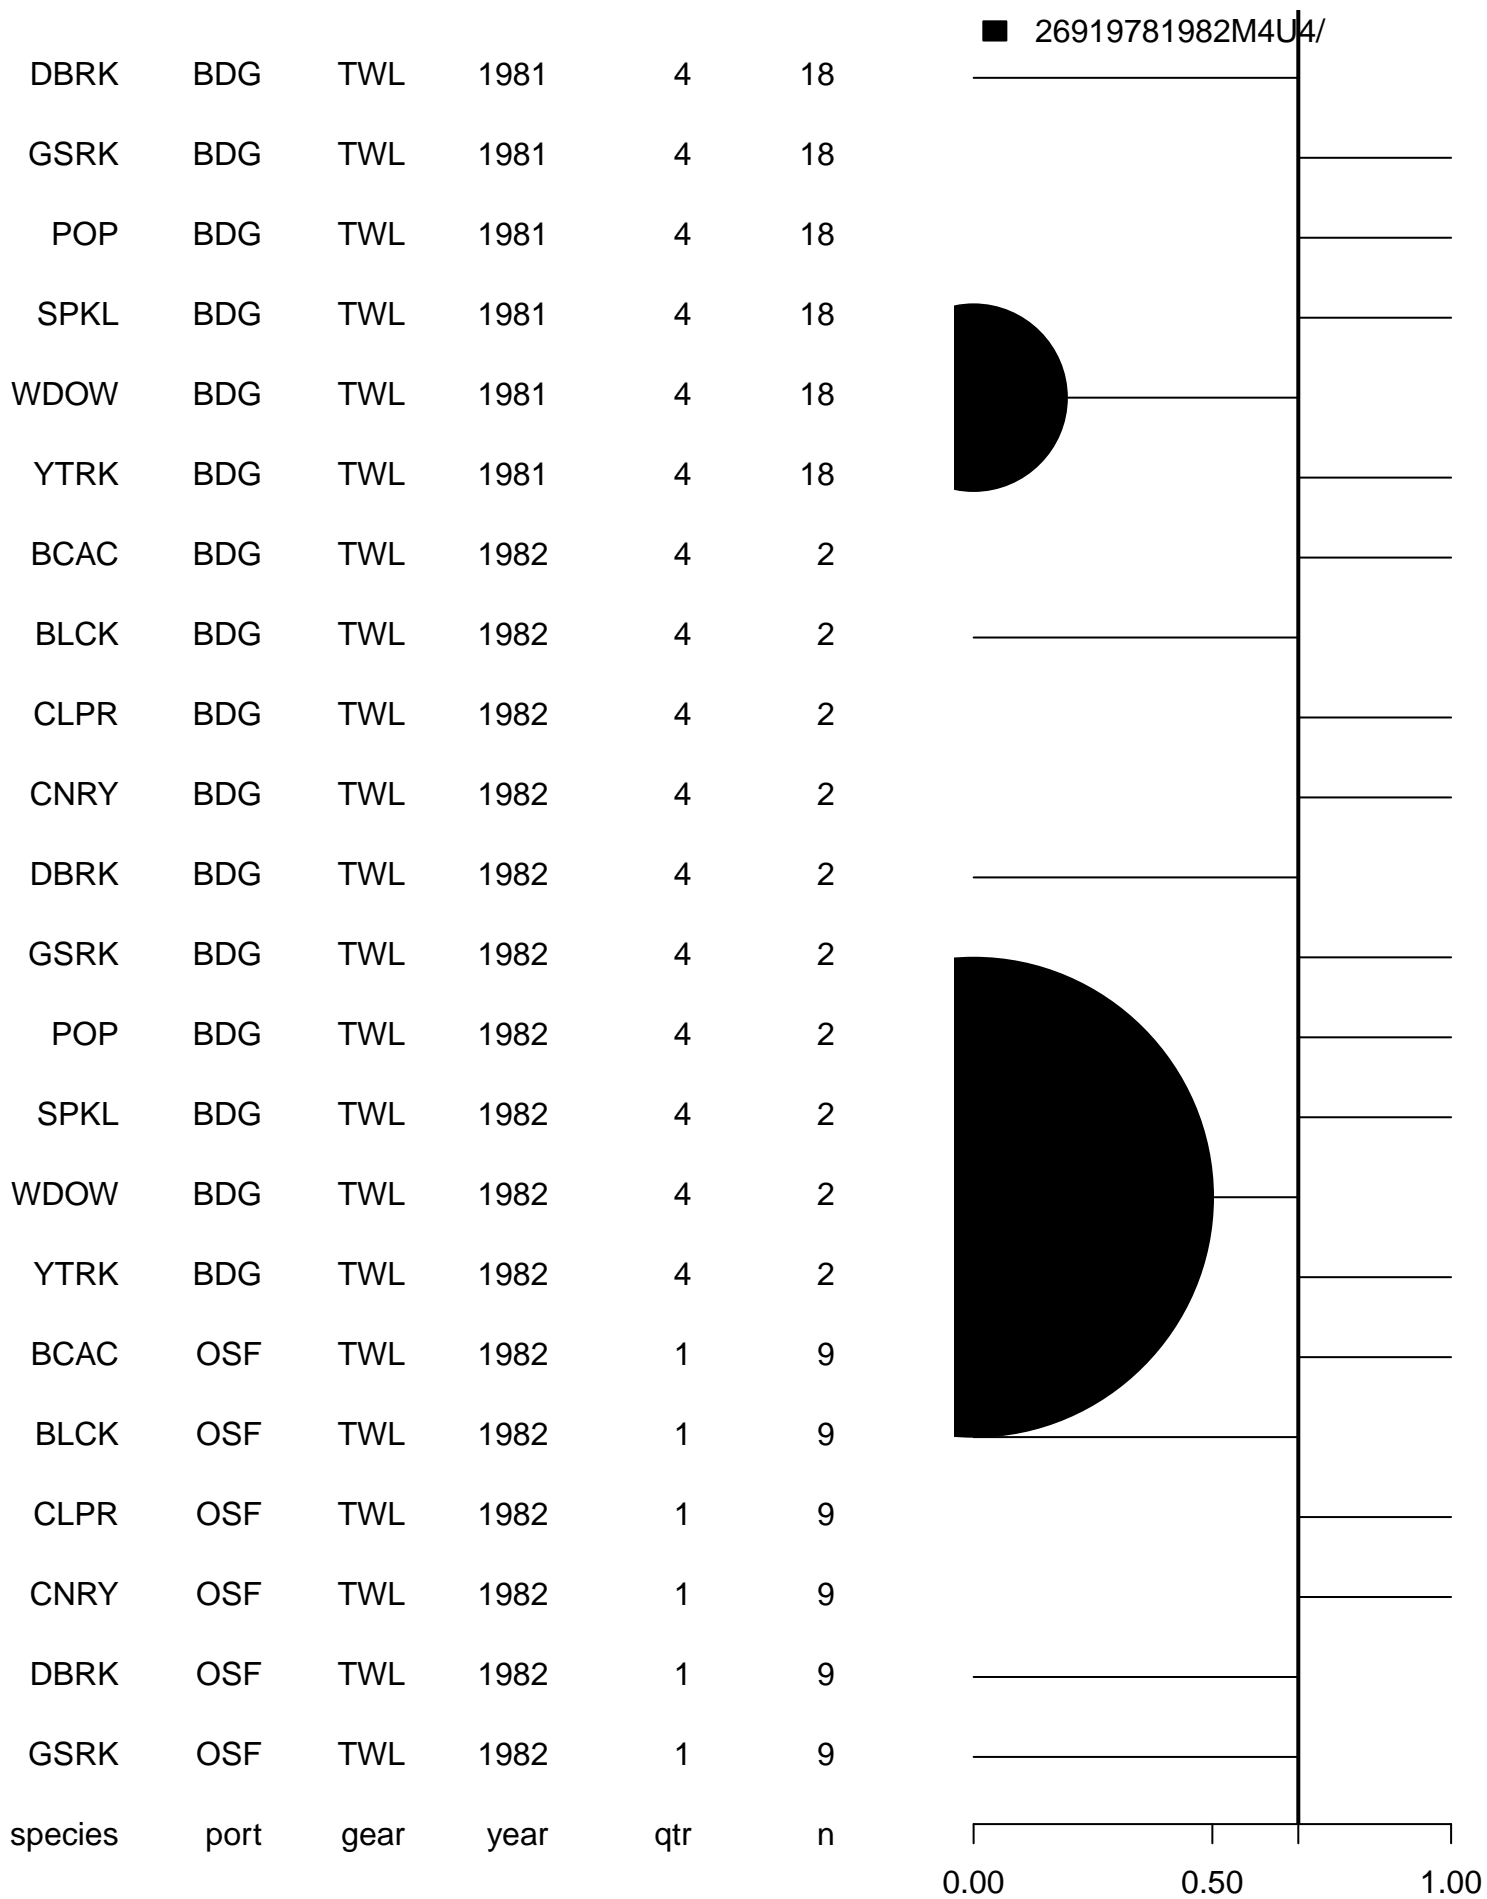 26919781982M4U4/
DBRK BDG TWL 1981 4 18
GSRK BDG TWL 1981 4 18
POP BDG TWL 1981 4 18
SPKL BDG TWL 1981 4 18
WDOW BDG TWL 1981 4 18
YTRK BDG TWL 1981 4 18
BCAC BDG TWL 1982 4 2
BLCK BDG TWL 1982 4 2
CLPR BDG TWL 1982 4 2
CNRY BDG TWL 1982 4 2
DBRK BDG TWL 1982 4 2
GSRK BDG TWL 1982 4 2
POP BDG TWL 1982 4 2
SPKL BDG TWL 1982 4 2
WDOW BDG TWL 1982 4 2
YTRK BDG TWL 1982 4 2
BCAC OSF TWL 1982 1 9
BLCK OSF TWL 1982 1 9
CLPR OSF TWL 1982 1 9
CNRY OSF TWL 1982 1 9
DBRK OSF TWL 1982 1 9
GSRK OSF TWL 1982 1 9
species port gear year qtr n
0.00 0.50 1.00